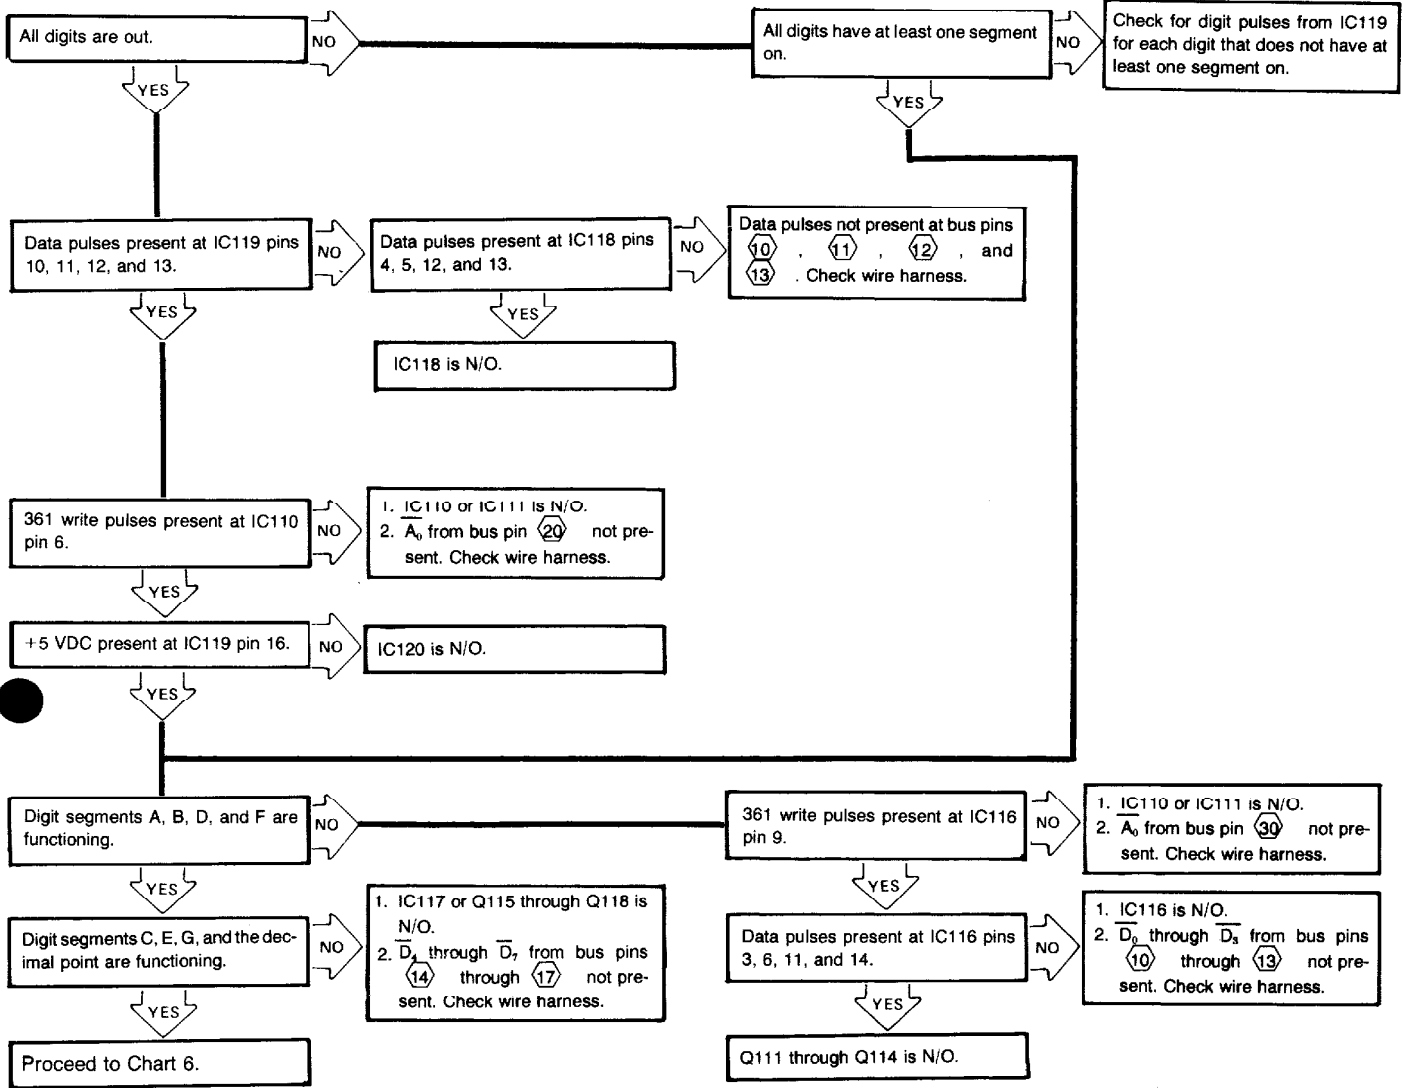 All digits are out.
NO
All digits have at least one segment
on.
NO
Check for digit pulses from IC119
for each digit that does not have at
least one segment on.
YES
YES
Data pulses present at IC119 pins
10, 11, 12, and 13.
NO
Data pulses present at IC118 pins
4, 5, 12, and 13.
NO
Data pulses not present at bus pins
10 , 11 , 12 , and
13 . Check wire harness.
YES
YES
IC118 is N/O.
361 write pulses present at IC110
pin 6.
NO
1. IC110 or IC111 is N/O.
2. A̅₀ from bus pin 20 not pre-
sent. Check wire harness.
YES
+5 VDC present at IC119 pin 16.
NO
IC120 is N/O.
YES
Digit segments A, B, D, and F are
functioning.
NO
361 write pulses present at IC116
pin 9.
NO
1. IC110 or IC111 is N/O.
2. A̅₀ from bus pin 30 not pre-
sent. Check wire harness.
YES
YES
Digit segments C, E, G, and the dec-
imal point are functioning.
NO
1. IC117 or Q115 through Q118 is
N/O.
2. D̅₄ through D̅₇ from bus pins
14 through 17 not pre-
sent. Check wire harness.
Data pulses present at IC116 pins
3, 6, 11, and 14.
NO
1. IC116 is N/O.
2. D̅₀ through D̅₃ from bus pins
10 through 13 not pre-
sent. Check wire harness.
YES
YES
Proceed to Chart 6.
Q111 through Q114 is N/O.